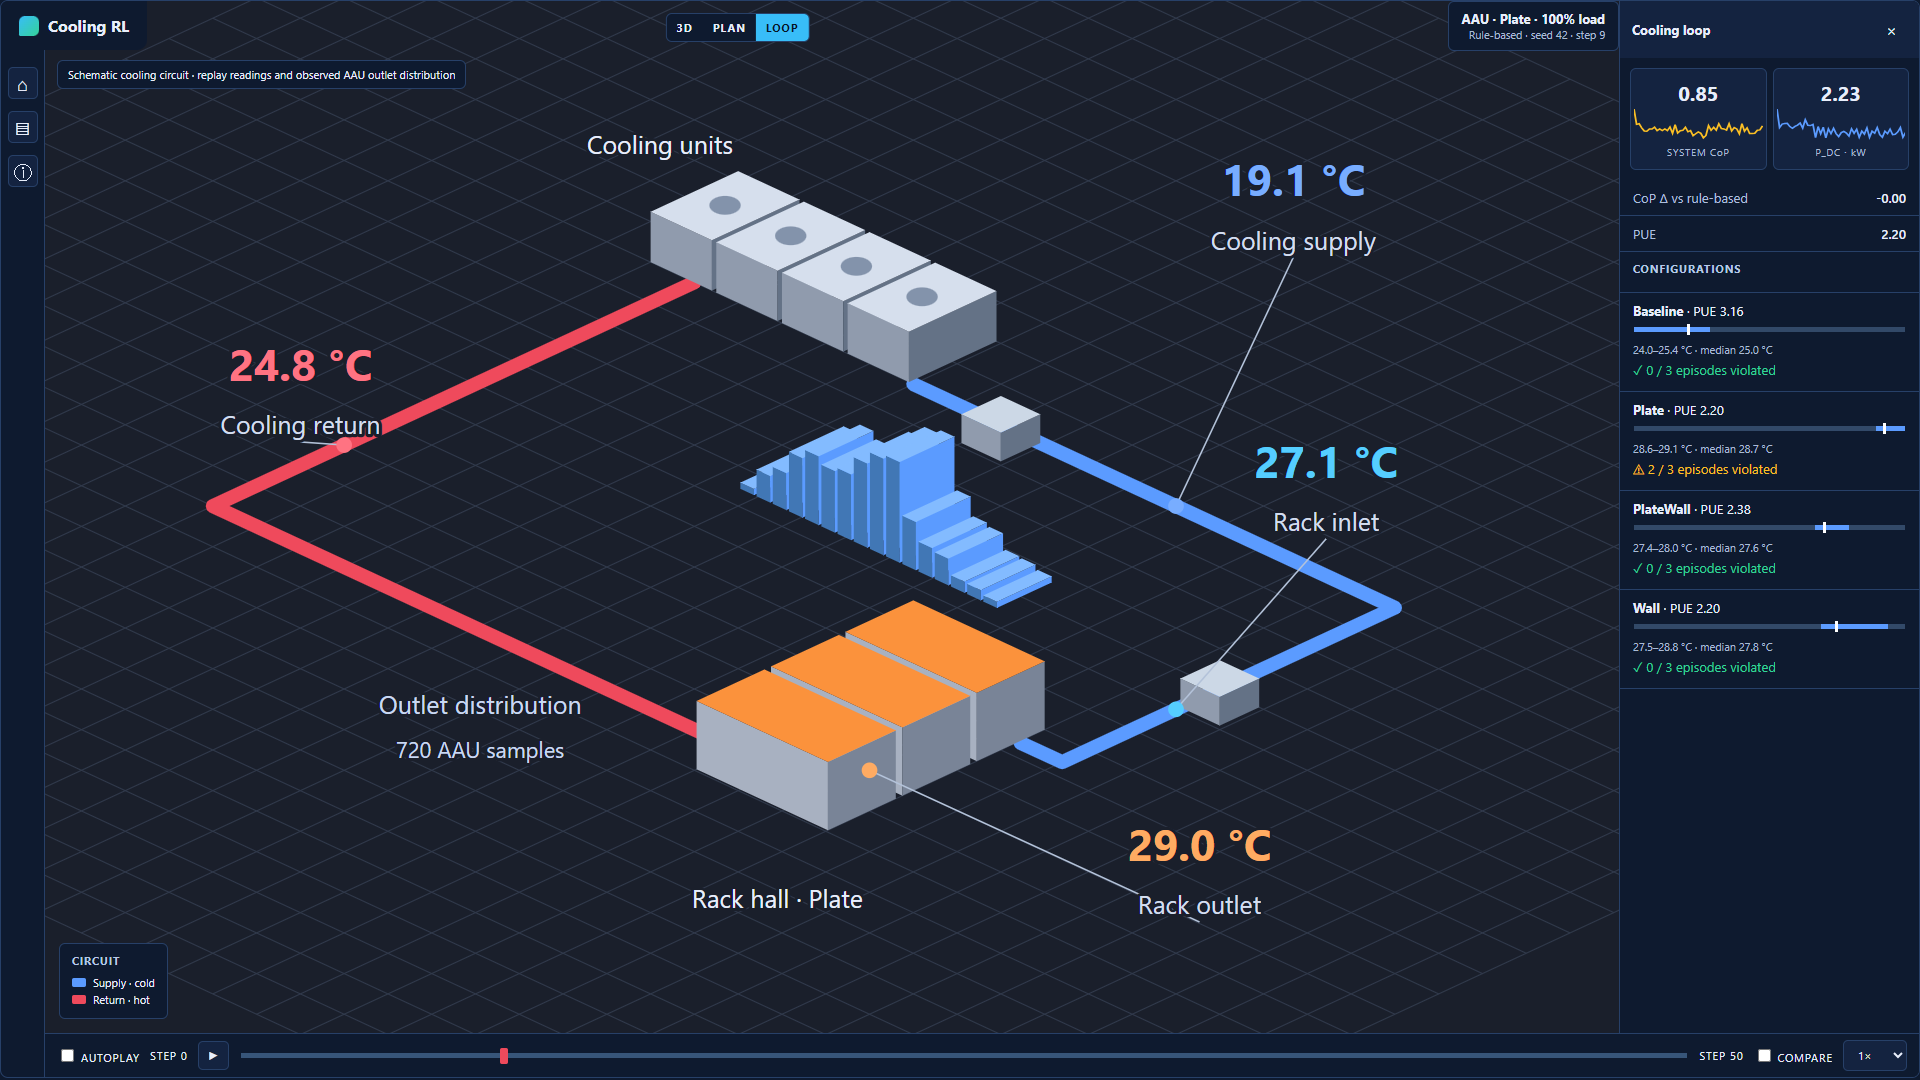 Cooling RL
3D PLAN LOOP
AAU · Plate · 100% load
Rule-based · seed 42 · step 9
Schematic cooling circuit · replay readings and observed AAU outlet distribution
Cooling units
19.1 °C
Cooling supply
24.8 °C
Cooling return
27.1 °C
Rack inlet
Outlet distribution
720 AAU samples
29.0 °C
Rack outlet
Rack hall · Plate
CIRCUIT
Supply · cold
Return · hot
AUTOPLAY STEP 0 ▶ STEP 50 COMPARE 1×
Cooling loop ×
0.85
SYSTEM CoP
2.23
P_DC · kW
CoP Δ vs rule-based -0.00
PUE 2.20
CONFIGURATIONS
Baseline · PUE 3.16
24.0–25.4 °C · median 25.0 °C
✓ 0 / 3 episodes violated
Plate · PUE 2.20
28.6–29.1 °C · median 28.7 °C
⚠ 2 / 3 episodes violated
PlateWall · PUE 2.38
27.4–28.0 °C · median 27.6 °C
✓ 0 / 3 episodes violated
Wall · PUE 2.20
27.5–28.8 °C · median 27.8 °C
✓ 0 / 3 episodes violated